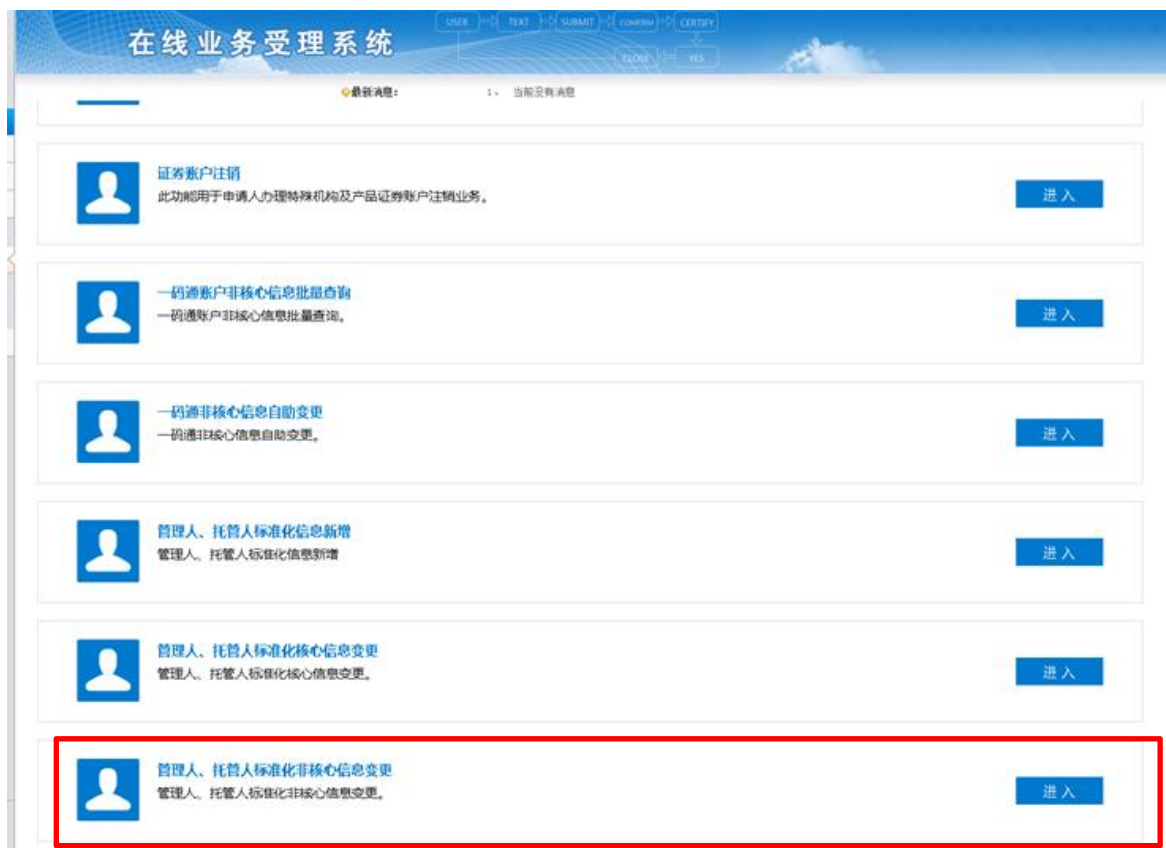 USER TEXT SUBMIT CONFIRM CERTIFY
在线业务受理系统
CLOSE YES
最新消息： 1、 当前没有消息
证券账户注销
此功能用于申请人办理特殊机构及产品证券账户注销业务。
进入
一码通账户非核心信息批量查询
一码通账户非核心信息批量查询。
进入
一码通非核心信息自助变更
一码通非核心信息自助变更。
进入
管理人、托管人标准化信息新增
管理人、托管人标准化信息新增
进入
管理人、托管人标准化核心信息变更
管理人、托管人标准化核心信息变更。
进入
管理人、托管人标准化非核心信息变更
管理人、托管人标准化非核心信息变更。
进入